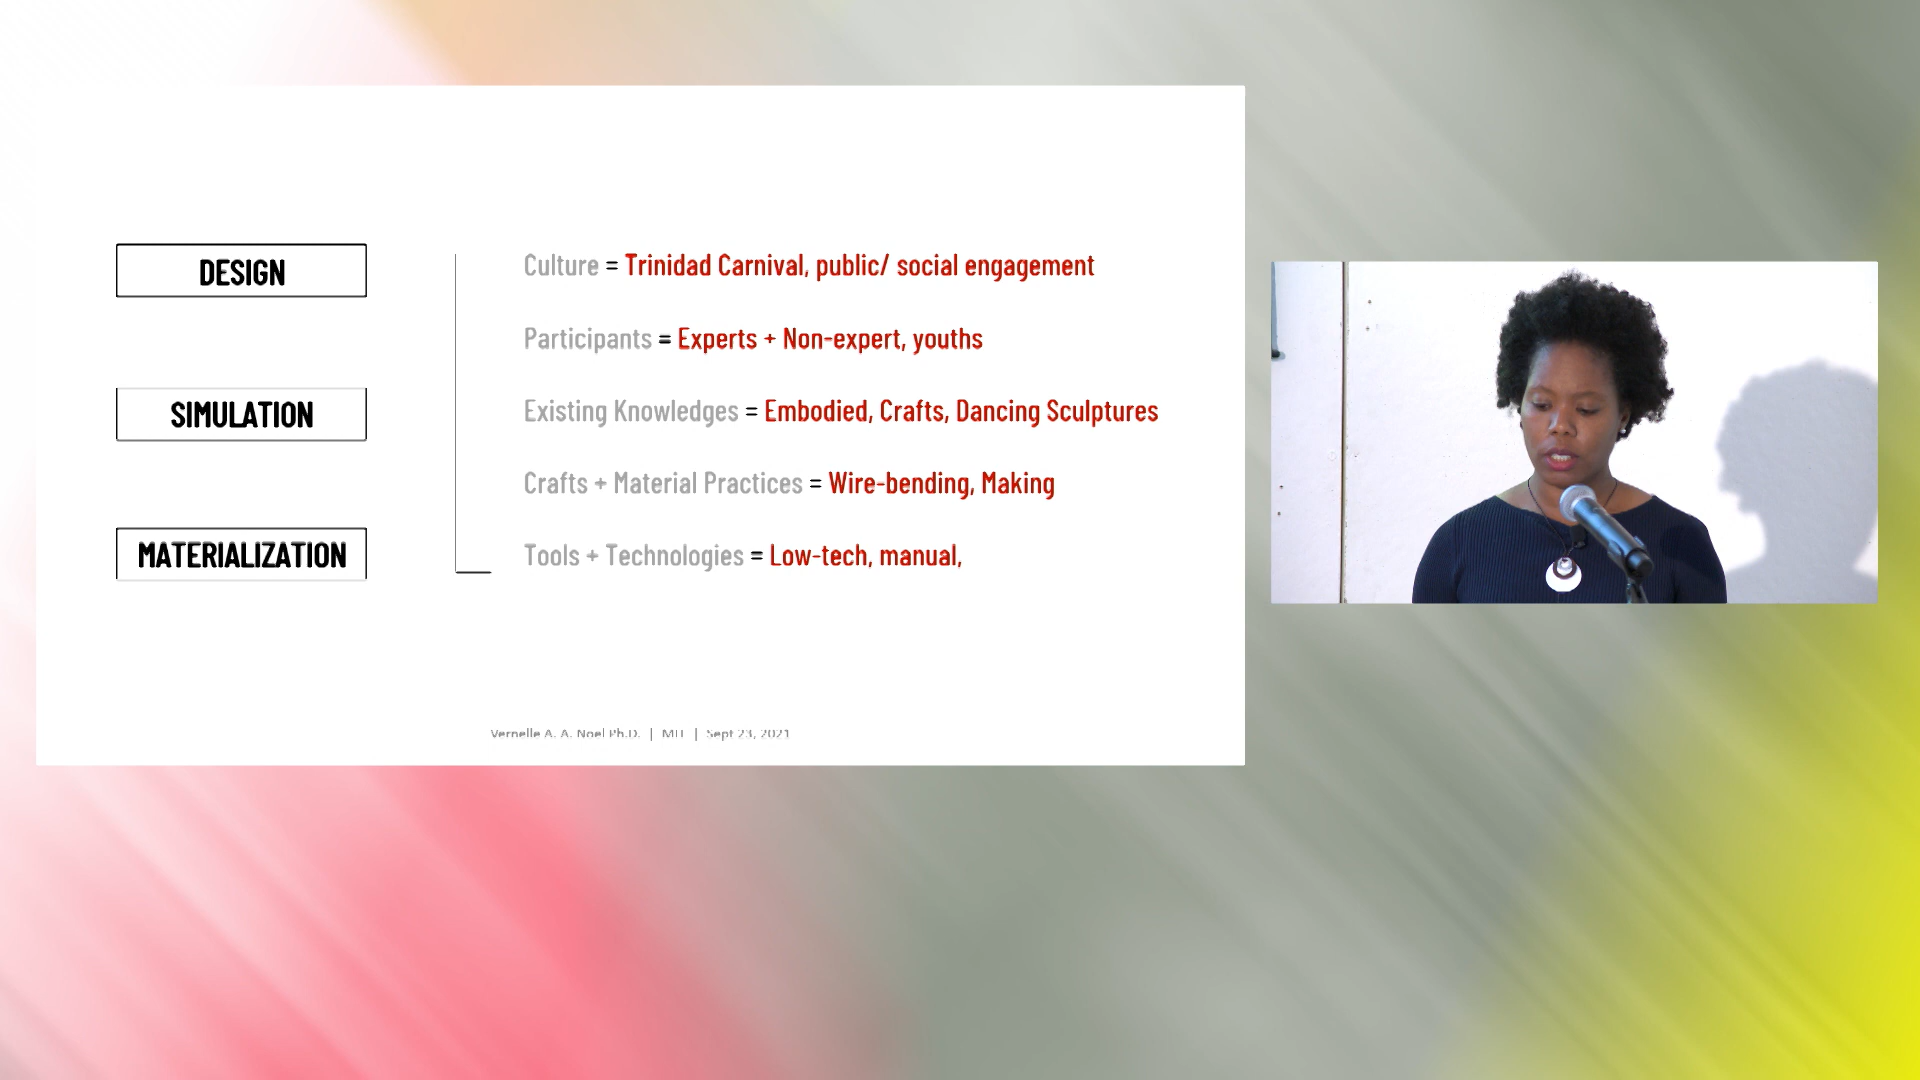 DESIGN
SIMULATION
MATERIALIZATION
Culture = Trinidad Carnival, public/ social engagement
Participants = Experts + Non-expert, youths
Existing Knowledges = Embodied, Crafts, Dancing Sculptures
Crafts + Material Practices = Wire-bending, Making
Tools + Technologies = Low-tech, manual,
Vernelle A. A. Noel Ph.D. | MIT | Sept 23, 2021